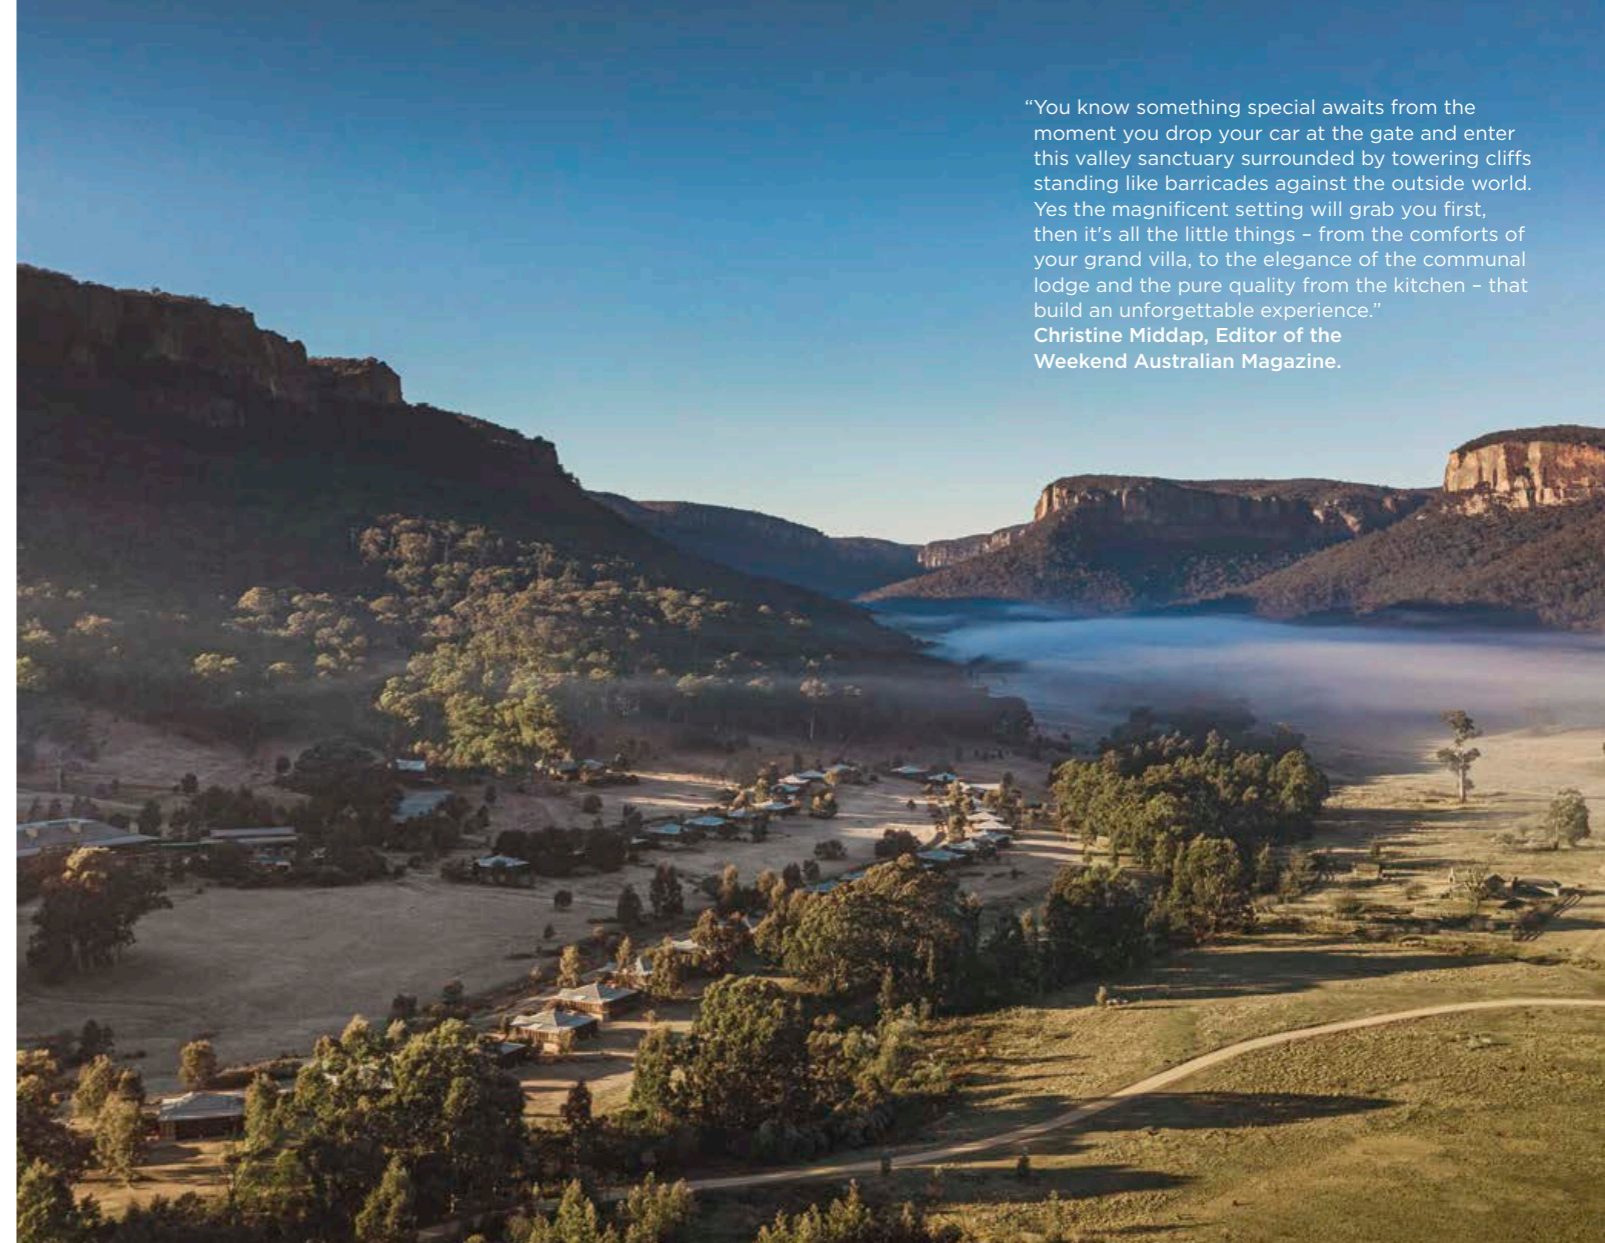 “You know something special awaits from the
moment you drop your car at the gate and enter
this valley sanctuary surrounded by towering cliffs
standing like barricades against the outside world.
Yes the magnificent setting will grab you first,
then it's all the little things – from the comforts of
your grand villa, to the elegance of the communal
lodge and the pure quality from the kitchen – that
build an unforgettable experience.”
Christine Middap, Editor of the
Weekend Australian Magazine.